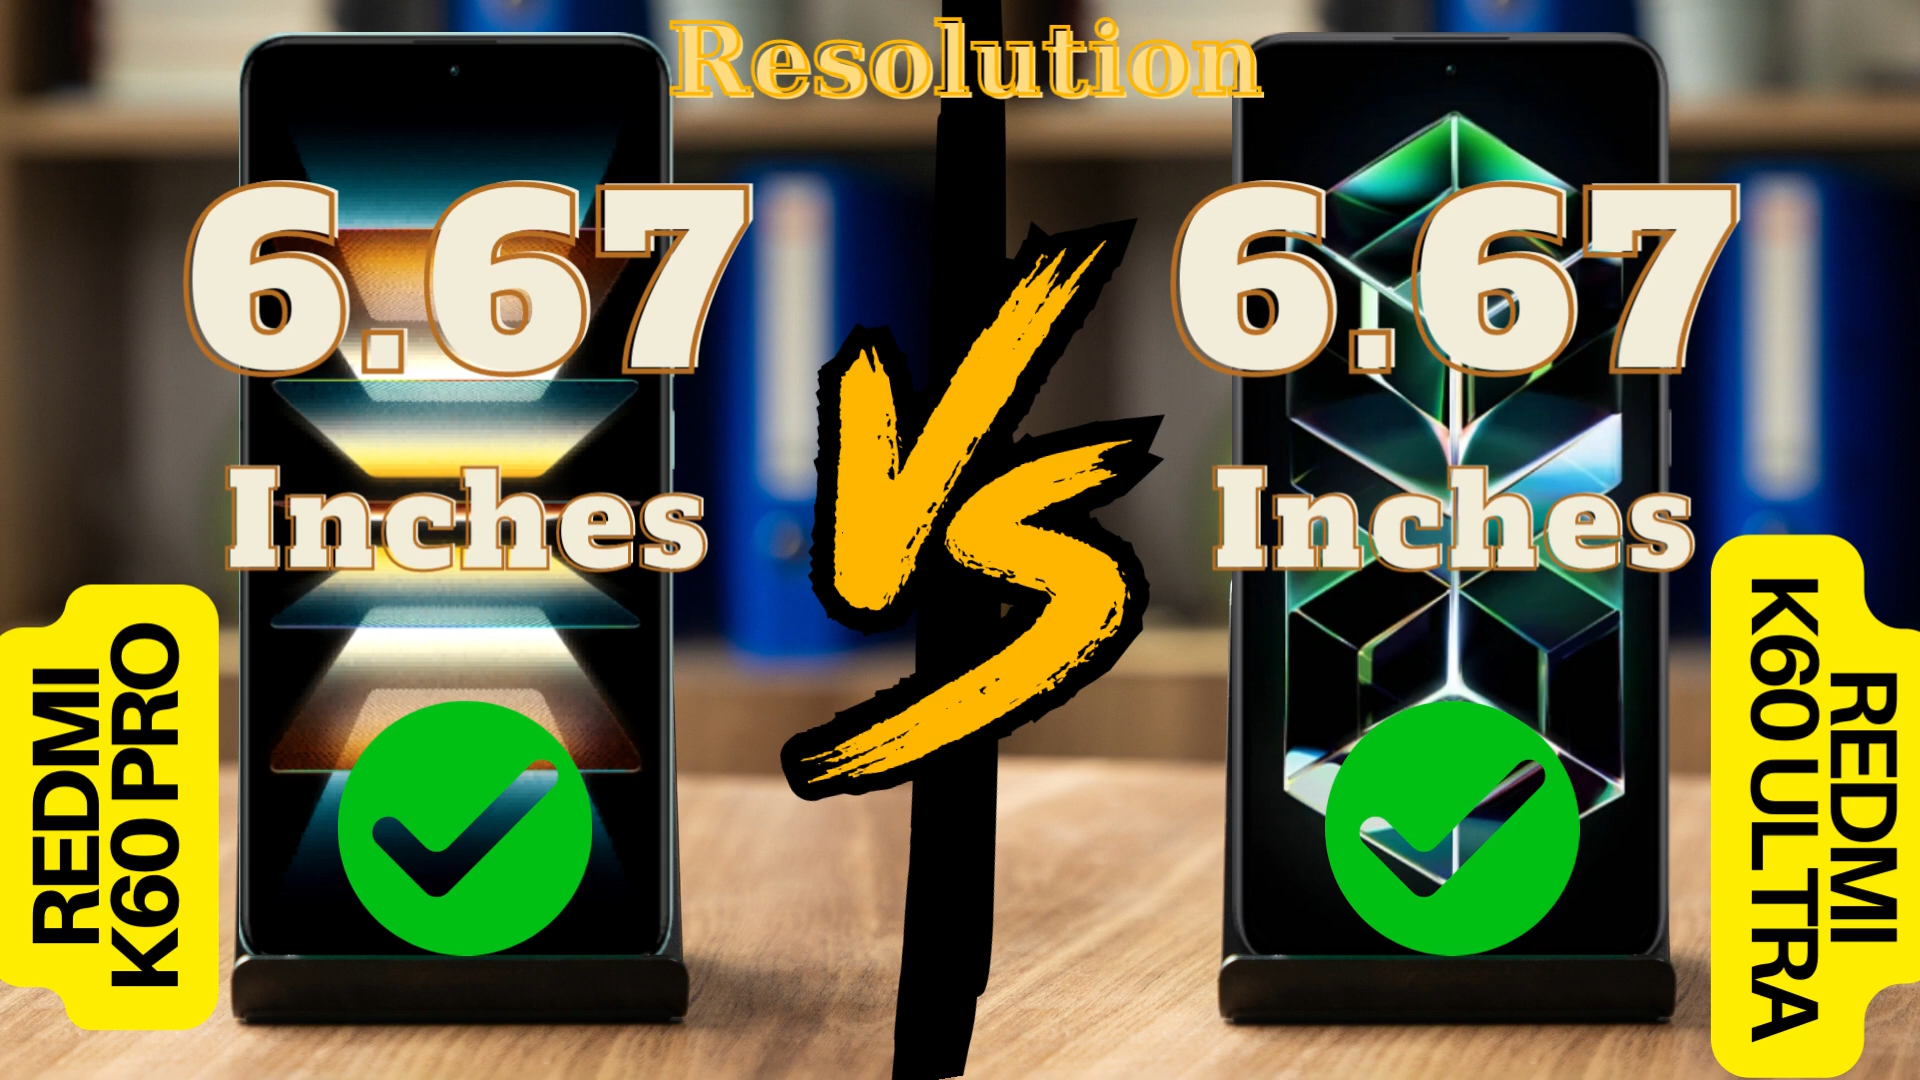 Resolution
6.67
Inches
VS
6.67
Inches
REDMI
K60 PRO
REDMI
K60 ULTRA